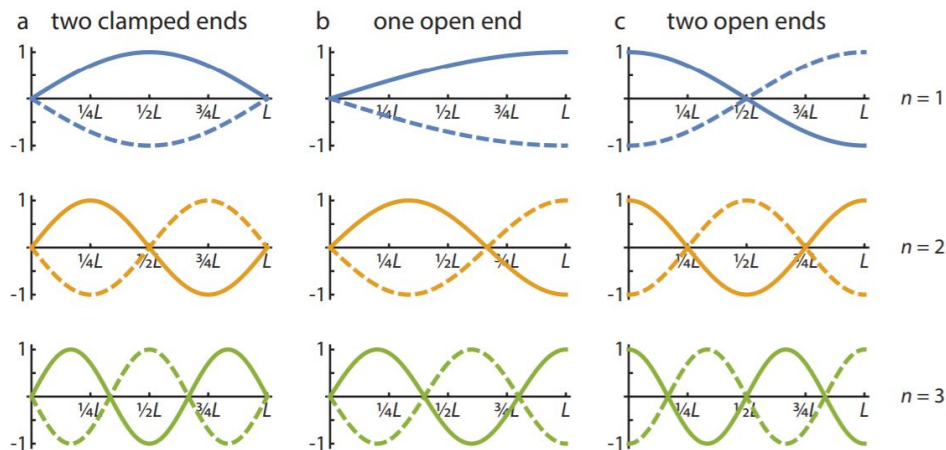 a two clamped ends b one open end c two open ends
1 1 1
¼L ½L ¾L L ¼L ½L ¾L L ¼L ½L ¾L L n = 1
-1 -1 -1
1 1 1
¼L ½L ¾L L ¼L ½L ¾L L ¼L ½L ¾L L n = 2
-1 -1 -1
1 1 1
¼L ½L ¾L L ¼L ½L ¾L L ¼L ½L ¾L L n = 3
-1 -1 -1